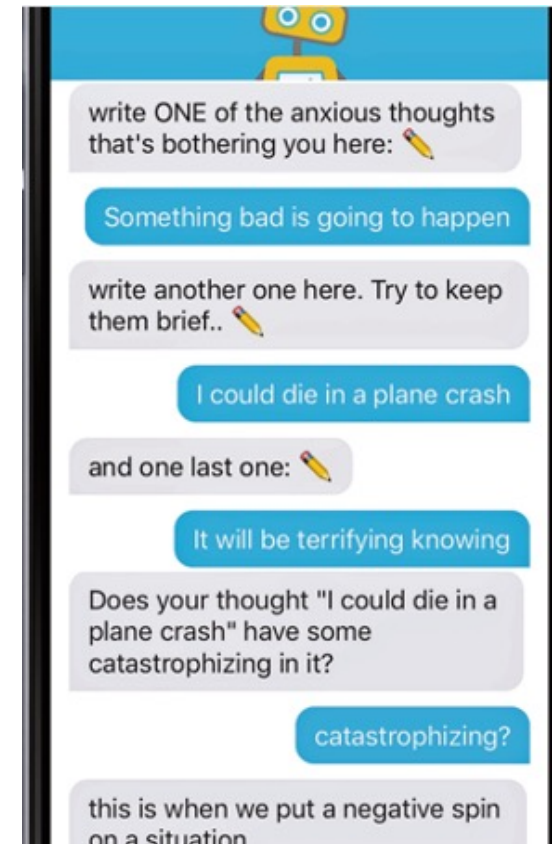 write ONE of the anxious thoughts
that's bothering you here: ✏️
Something bad is going to happen
write another one here. Try to keep
them brief.. ✏️
I could die in a plane crash
and one last one: ✏️
It will be terrifying knowing
Does your thought "I could die in a
plane crash" have some
catastrophizing in it?
catastrophizing?
this is when we put a negative spin
on a situation